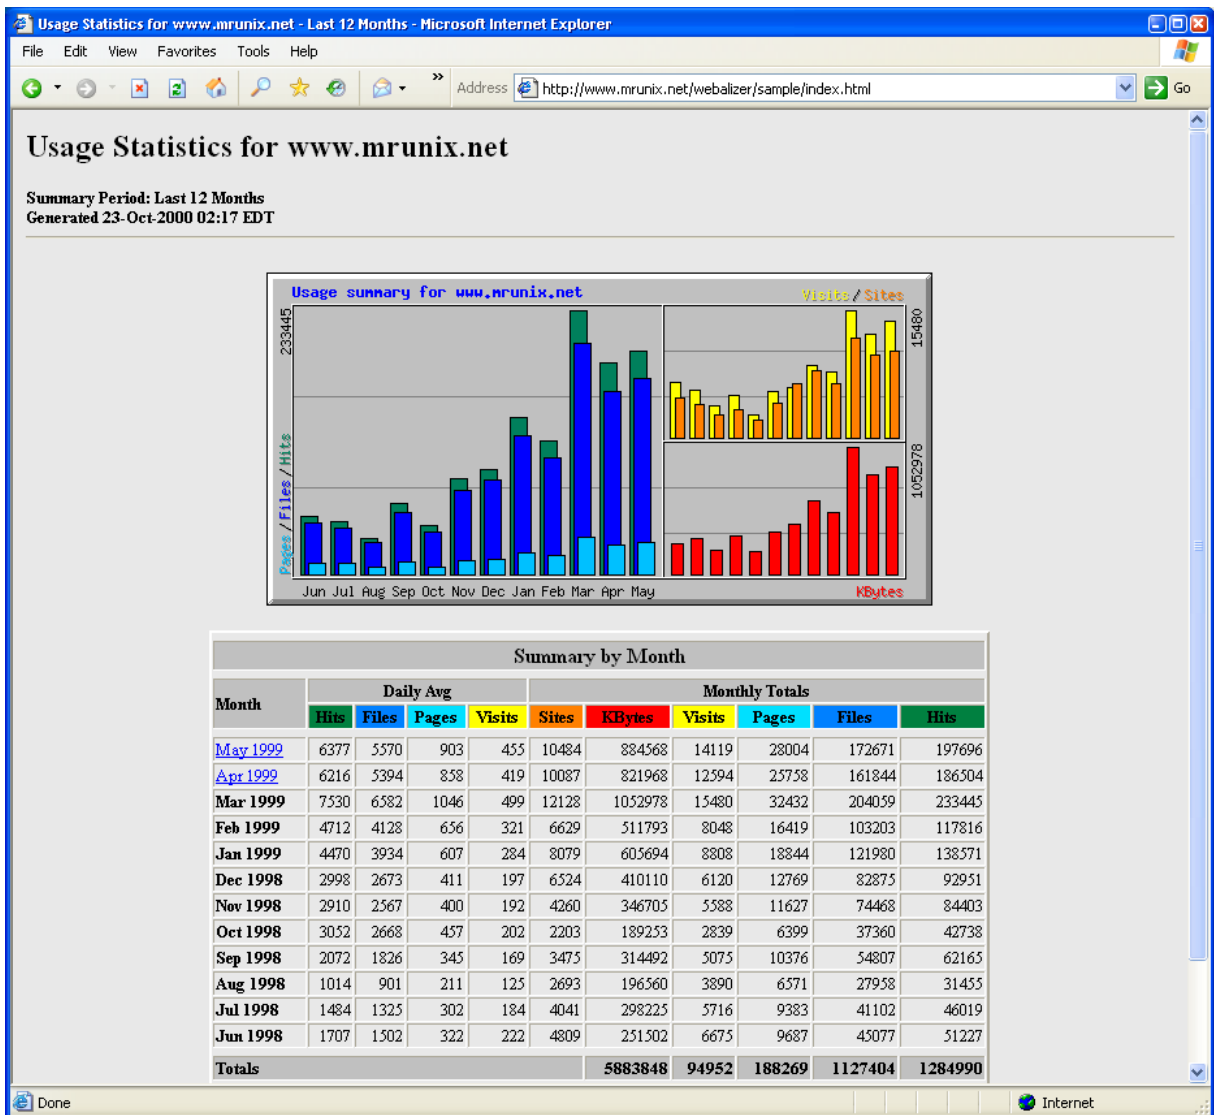 Usage Statistics for www.mrunix.net - Last 12 Months - Microsoft Internet Explorer
File Edit View Favorites Tools Help
» Address http://www.mrunix.net/webalizer/sample/index.html Go
Usage Statistics for www.mrunix.net
Summary Period: Last 12 Months
Generated 23-Oct-2000 02:17 EDT
Usage summary for www.mrunix.net
Visits / Sites
233445
15480
Pages / Files / Hits
1052978
Jun Jul Aug Sep Oct Nov Dec Jan Feb Mar Apr May
KBytes
Summary by Month
Month Daily Avg Monthly Totals
Hits Files Pages Visits Sites KBytes Visits Pages Files Hits
May 1999 6377 5570 903 455 10484 884568 14119 28004 172671 197696
Apr 1999 6216 5394 858 419 10087 821968 12594 25758 161844 186504
Mar 1999 7530 6582 1046 499 12128 1052978 15480 32432 204059 233445
Feb 1999 4712 4128 656 321 6629 511793 8048 16419 103203 117816
Jan 1999 4470 3934 607 284 8079 605694 8808 18844 121980 138571
Dec 1998 2998 2673 411 197 6524 410110 6120 12769 82875 92951
Nov 1998 2910 2567 400 192 4260 346705 5588 11627 74468 84403
Oct 1998 3052 2668 457 202 2203 189253 2839 6399 37360 42738
Sep 1998 2072 1826 345 169 3475 314492 5075 10376 54807 62165
Aug 1998 1014 901 211 125 2693 196560 3890 6571 27958 31455
Jul 1998 1484 1325 302 184 4041 298225 5716 9383 41102 46019
Jun 1998 1707 1502 322 222 4809 251502 6675 9687 45077 51227
Totals 5883848 94952 188269 1127404 1284990
Done Internet